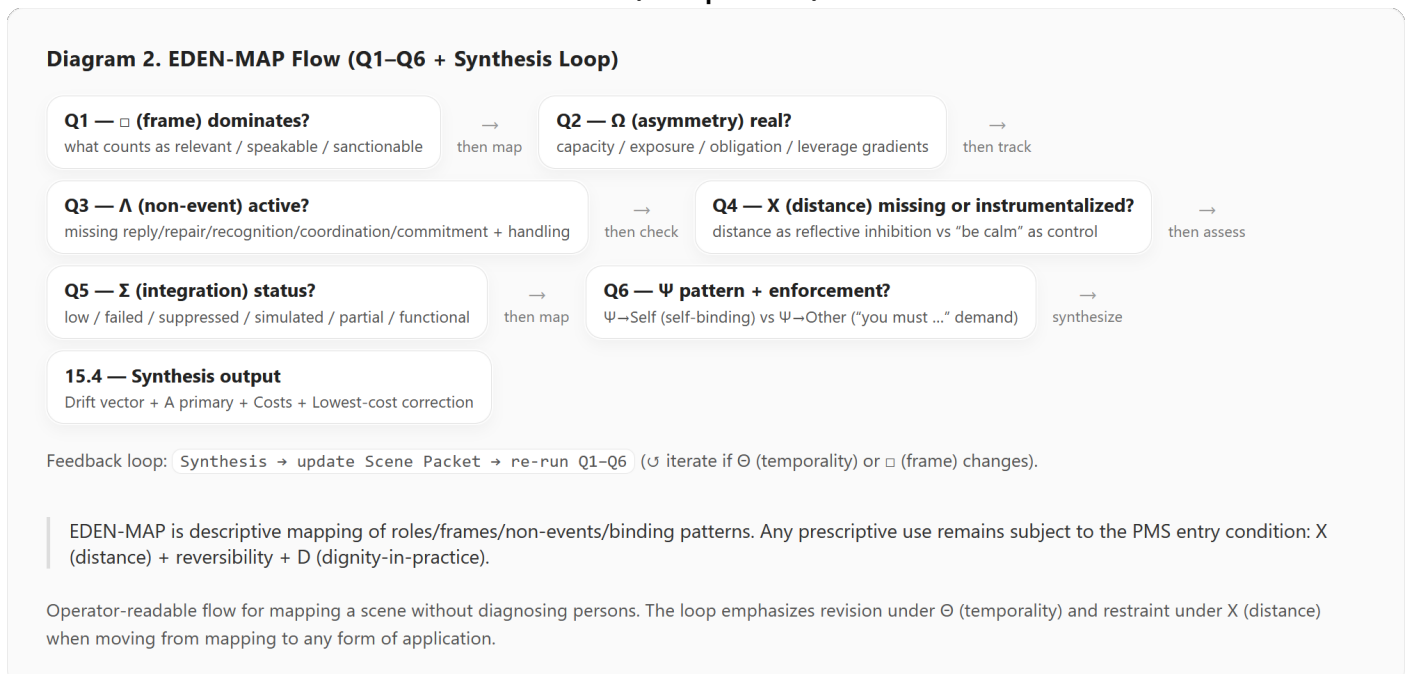 Diagram 2. EDEN-MAP Flow (Q1–Q6 + Synthesis Loop)
Q1 — □ (frame) dominates?
what counts as relevant / speakable / sanctionable
→
then map
Q2 — Ω (asymmetry) real?
capacity / exposure / obligation / leverage gradients
→
then track
Q3 — Λ (non-event) active?
missing reply/repair/recognition/coordination/commitment + handling
→
then check
Q4 — Χ (distance) missing or instrumentalized?
distance as reflective inhibition vs “be calm” as control
→
then assess
Q5 — Σ (integration) status?
low / failed / suppressed / simulated / partial / functional
→
then map
Q6 — Ψ pattern + enforcement?
Ψ→Self (self-binding) vs Ψ→Other (“you must …” demand)
→
synthesize
15.4 — Synthesis output
Drift vector + A primary + Costs + Lowest-cost correction
Feedback loop: Synthesis → update Scene Packet → re-run Q1–Q6 (↺ iterate if Θ (temporality) or □ (frame) changes).
EDEN-MAP is descriptive mapping of roles/frames/non-events/binding patterns. Any prescriptive use remains subject to the PMS entry condition: Χ
(distance) + reversibility + D (dignity-in-practice).
Operator-readable flow for mapping a scene without diagnosing persons. The loop emphasizes revision under Θ (temporality) and restraint under Χ (distance)
when moving from mapping to any form of application.